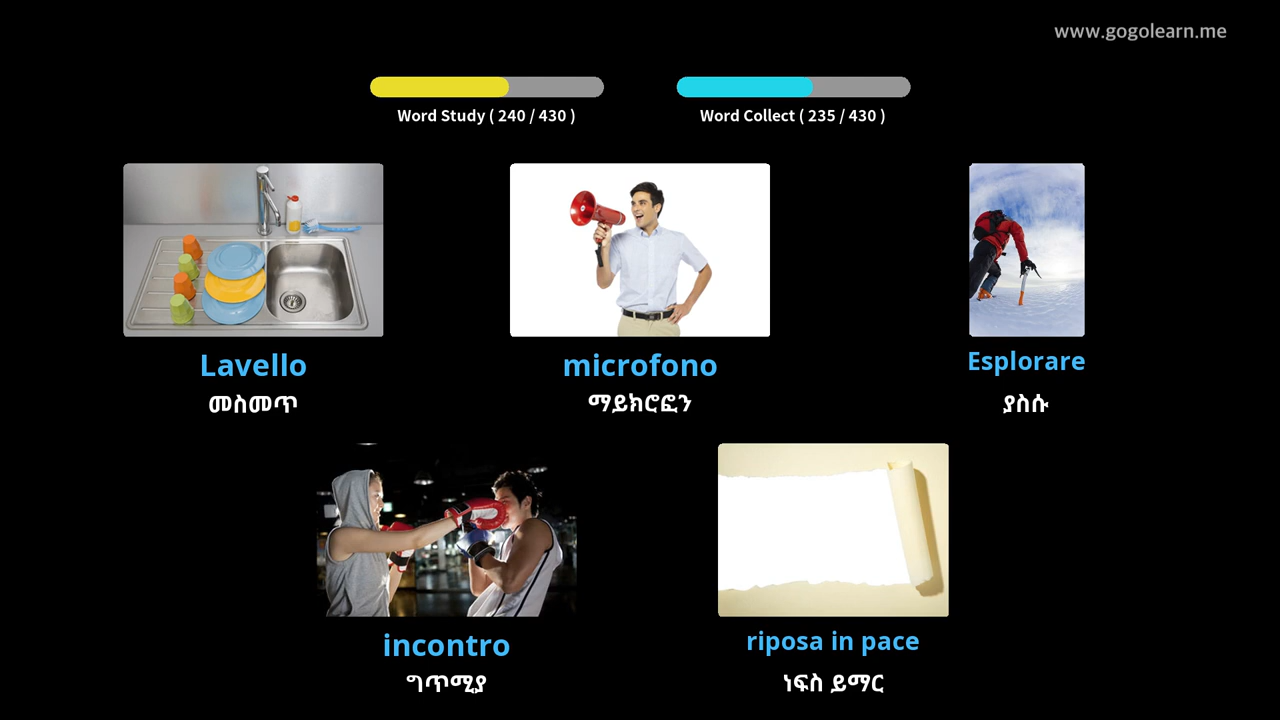 www.gogolearn.me
Word Study ( 240 / 430 )
Word Collect ( 235 / 430 )
Lavello
መስመጥ
microfono
ማይክሮፎን
Esplorare
ያስሱ
incontro
ግጥሚያ
riposa in pace
ነፍስ ይማር